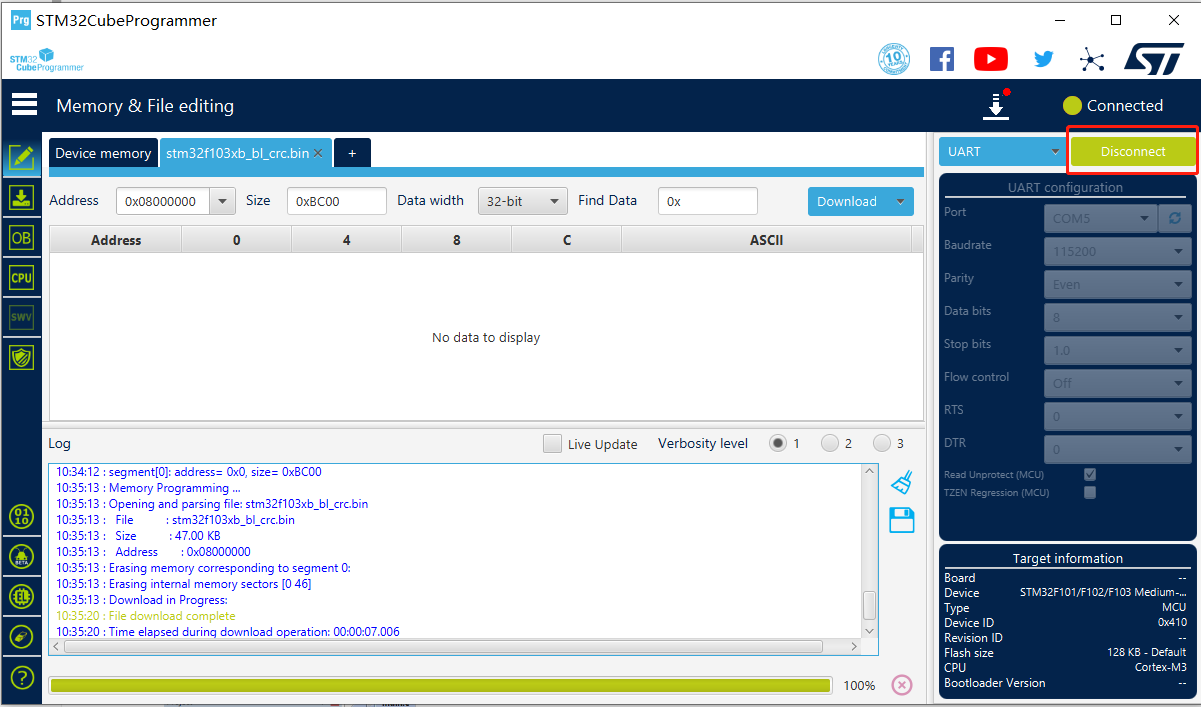 Prg STM32CubeProgrammer
STM32
CubeProgrammer
10 YEARS
Memory & File editing
Connected
Device memory
stm32f103xb_bl_crc.bin ×
+
UART
Disconnect
Address 0x08000000 Size 0xBC00 Data width 32-bit Find Data 0x Download
Address 0 4 8 C ASCII
No data to display
OB
CPU
SWV
UART configuration
Port COM5
Baudrate 115200
Parity Even
Data bits 8
Stop bits 1.0
Flow control Off
RTS 0
DTR 0
Read Unprotect (MCU)
TZEN Regression (MCU)
Log Live Update Verbosity level 1 2 3
10:34:12 : segment[0]: address= 0x0, size= 0xBC00
10:35:13 : Memory Programming ...
10:35:13 : Opening and parsing file: stm32f103xb_bl_crc.bin
10:35:13 : File : stm32f103xb_bl_crc.bin
10:35:13 : Size : 47.00 KB
10:35:13 : Address : 0x08000000
10:35:13 : Erasing memory corresponding to segment 0:
10:35:13 : Erasing internal memory sectors [0 46]
10:35:13 : Download in Progress:
10:35:20 : File download complete
10:35:20 : Time elapsed during download operation: 00:00:07.006
100%
01
10
BETA
EL
?
Target information
Board --
Device STM32F101/F102/F103 Medium-...
Type MCU
Device ID 0x410
Revision ID --
Flash size 128 KB - Default
CPU Cortex-M3
Bootloader Version --